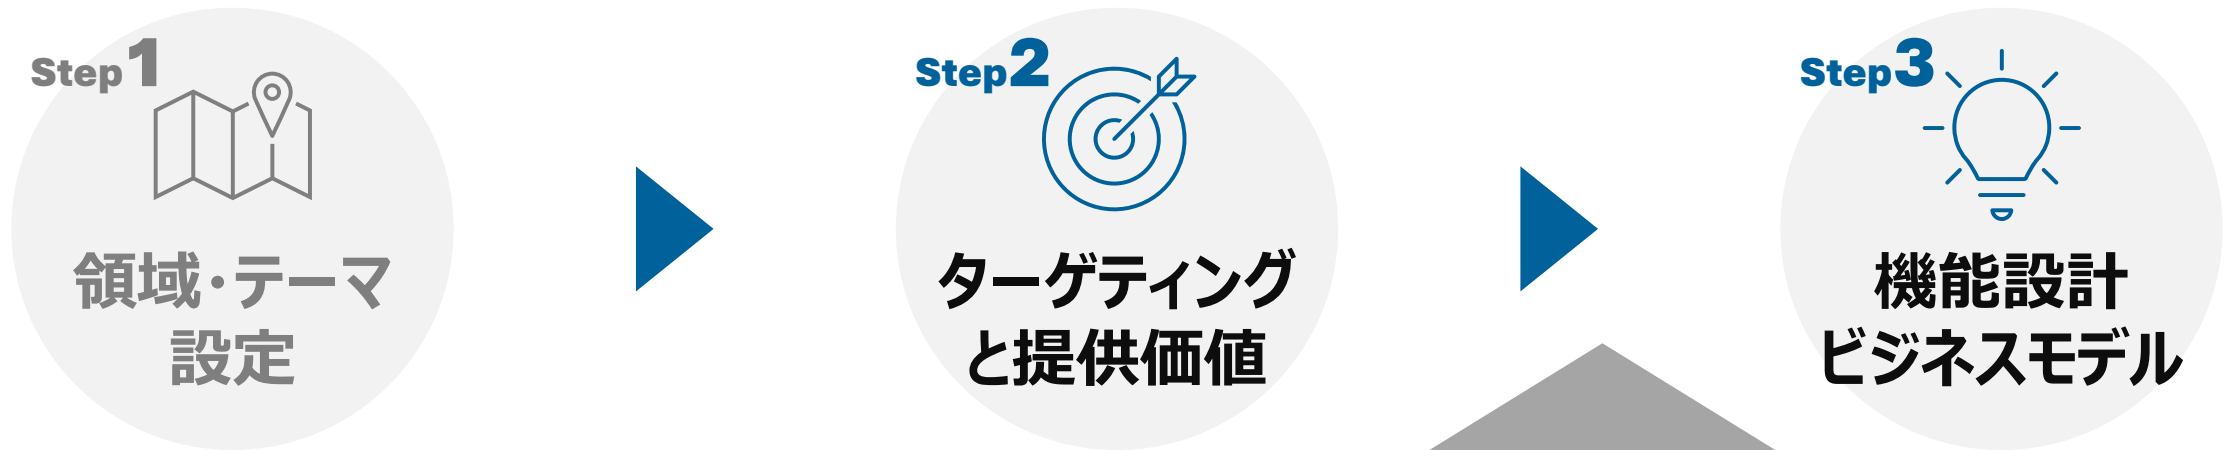 Step1
領域・テーマ
設定
Step2
ターゲティング
と提供価値
Step3
機能設計
ビジネスモデル